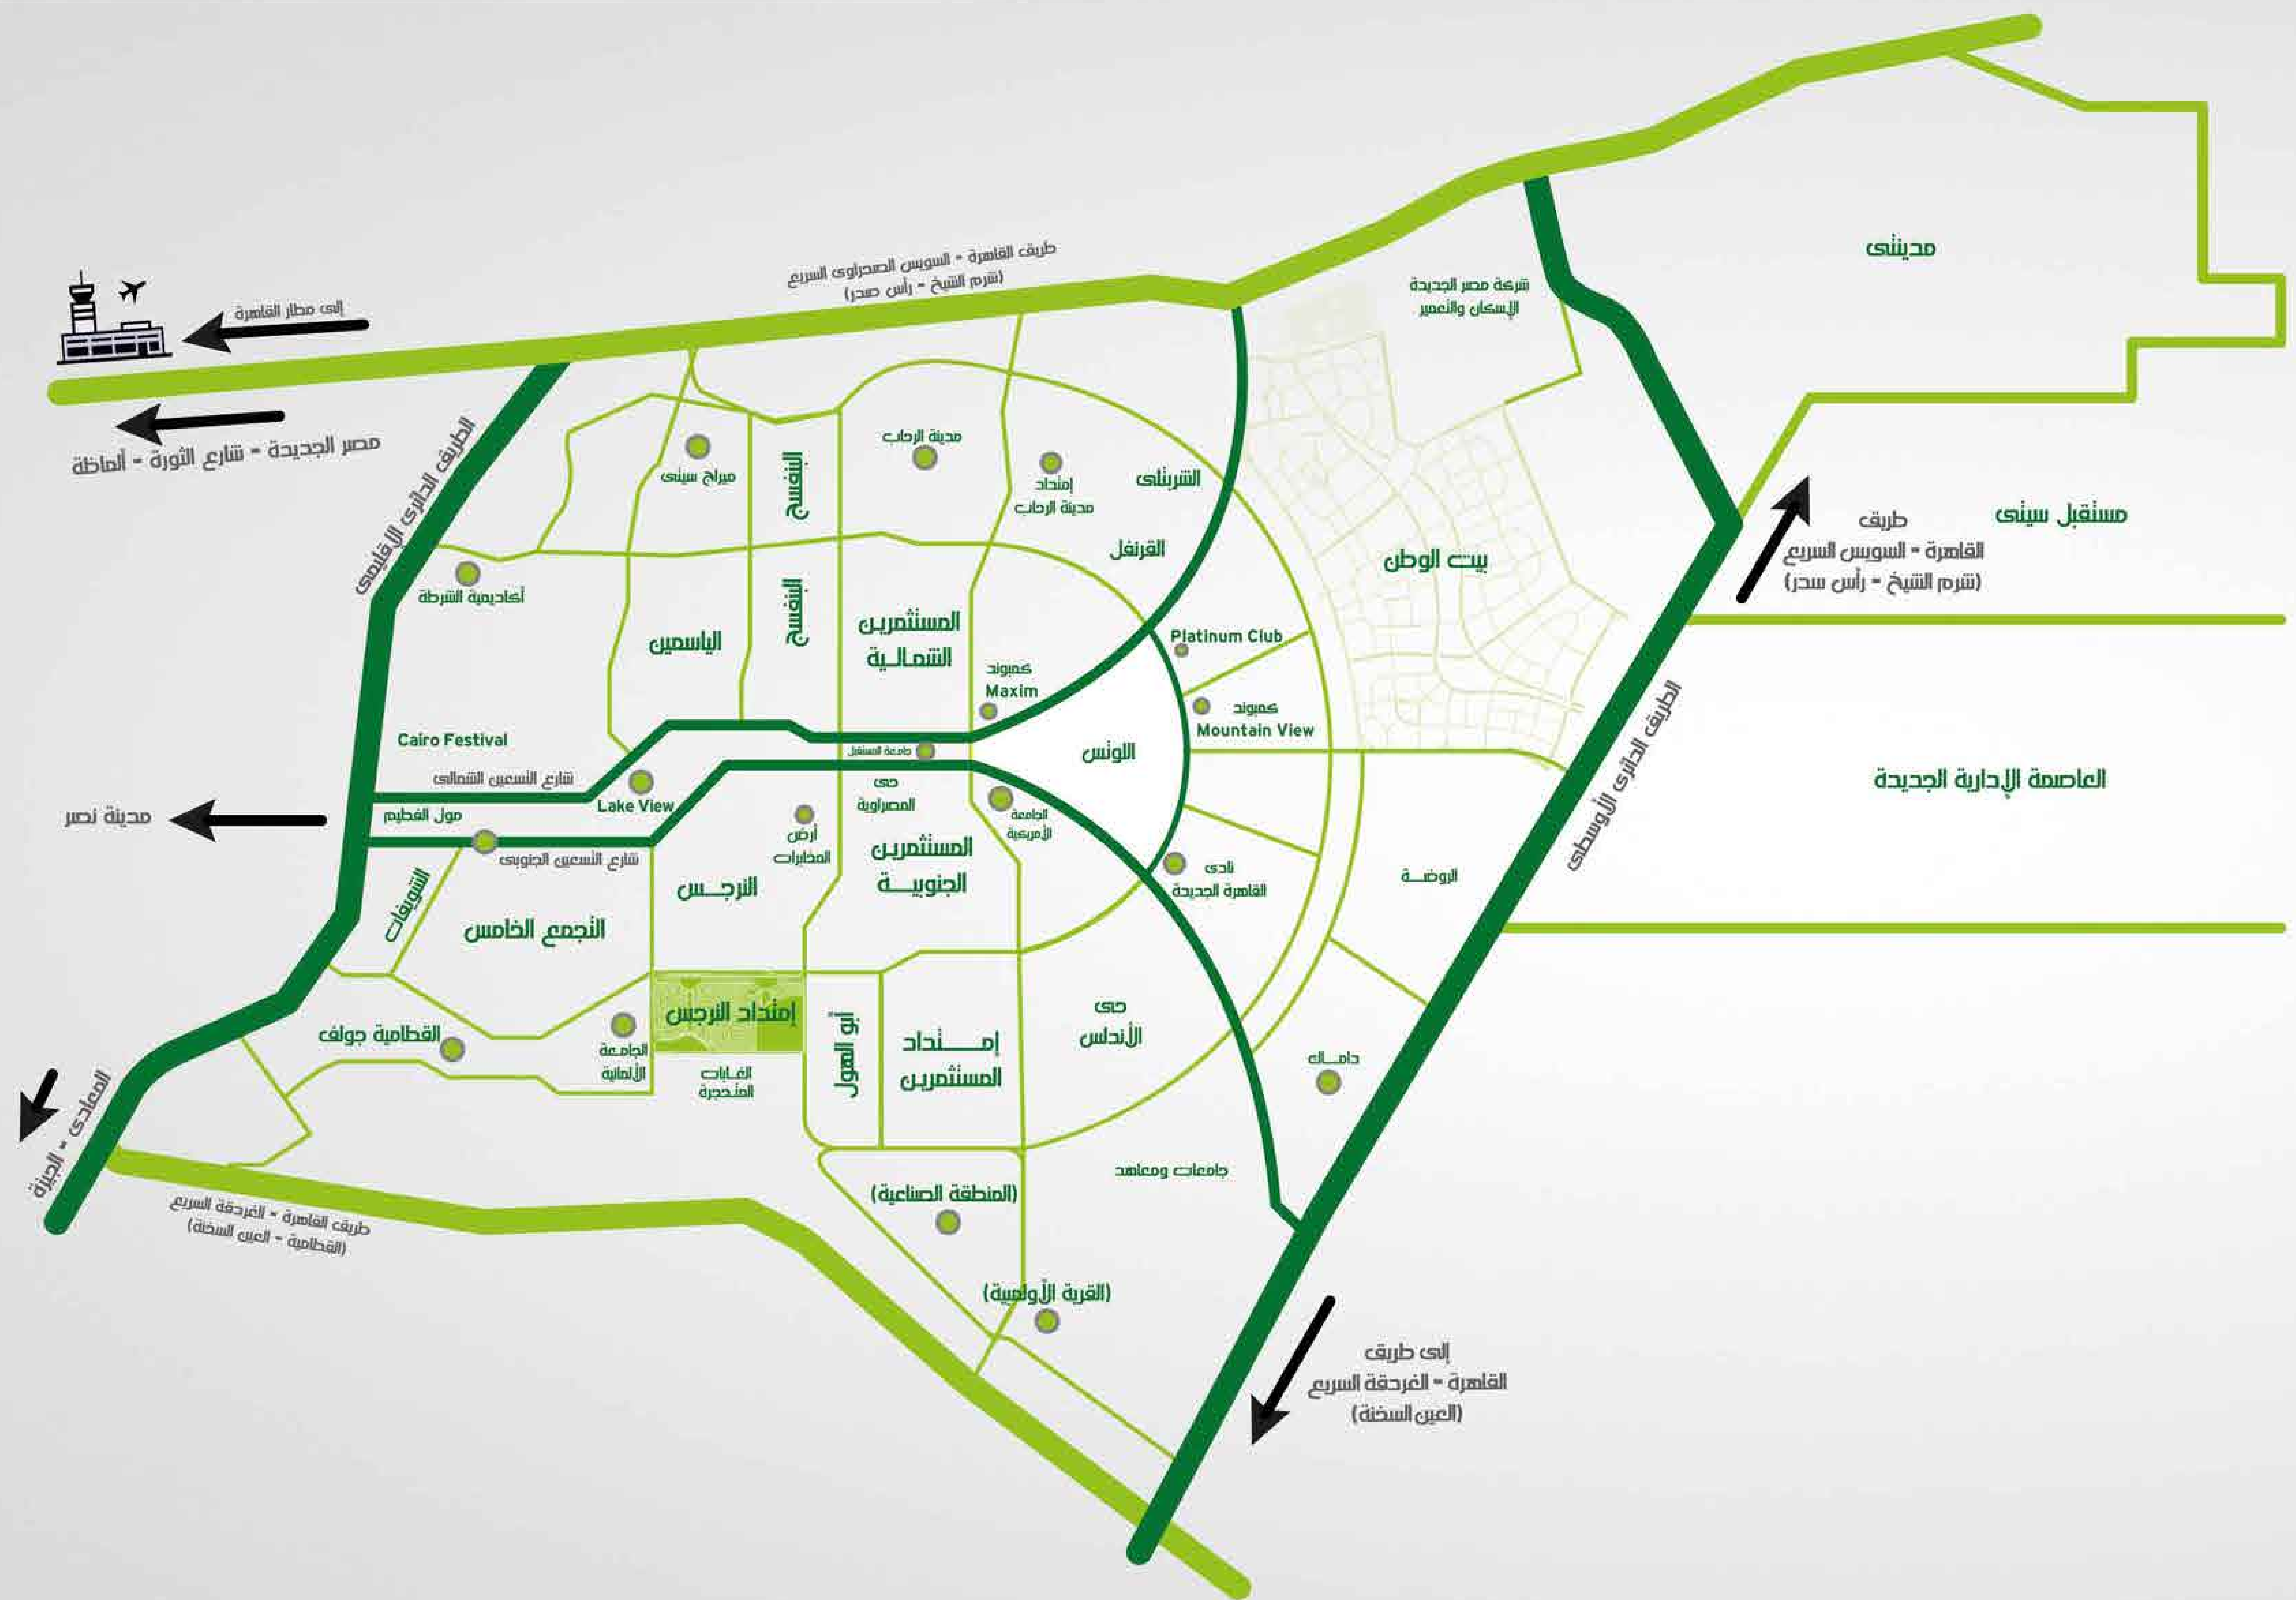 طريق القاهرة - السويس الصحراوى السريع
(شرم الشيخ - رأس صدر)
إلى مطار القاهرة
مصر الجديدة - شارع الثورة - ألماظة
الطريق الدائرى الإقليمى
مدينتى
شركة مصر الجديدة
الإسكان والتعمير
ميراج سيتى
البنفسج
مدينة الرحاب
إمتداد
مدينة الرحاب
الشربتلى
القرنفل
بيت الوطن
مستقبل سيتى
طريق
القاهرة - السويس السريع
(شرم الشيخ - رأس سدر)
أكاديمية الشرطة
الياسمين
البنفسج
المستثمرين
الشمالية
كمبوند
Maxim
Platinum Club
كمبوند
Mountain View
اللوتس
الطريق الدائرى الأوسطى
العاصمة الإدارية الجديدة
Cairo Festival
شارع التسعين الشمالى
Lake View
مول الفطيم
شارع التسعين الجنوبى
مدينة نصر
جامعة المستقبل
حى
المصراوية
أرض
المخابرات
الجامعة
الأمريكية
المستثمرين
الجنوبية
النرجس
نادى
القاهرة الجديدة
الروضة
الشويفات
التجمع الخامس
القطامية جولف
الجامعة
الألمانية
إمتداد النرجس
الغابات
المتحجرة
أبو الهول
إمتداد
المستثمرين
حى
الأندلس
داماك
المعادى - الجيزة
طريق القاهرة - الغردقة السريع
(القطامية - العين السخنة)
جامعات ومعاهد
(المنطقة الصناعية)
(القرية الأولمبية)
إلى طريق
القاهرة - الغردقة السريع
(العين السخنة)